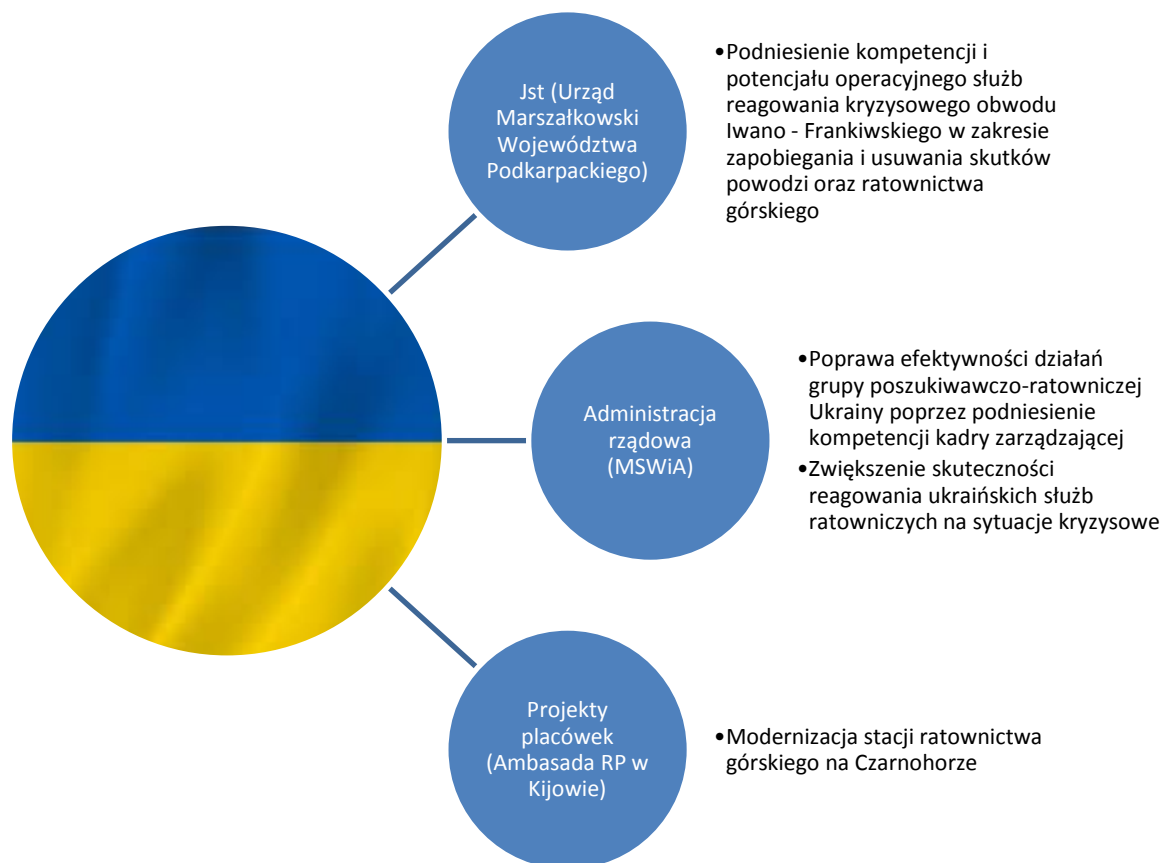 Jst (Urząd
Marszałkowski
Województwa
Podkarpackiego)
•Podniesienie kompetencji i
potencjału operacyjnego służb
reagowania kryzysowego obwodu
Iwano - Frankiwskiego w zakresie
zapobiegania i usuwania skutków
powodzi oraz ratownictwa
górskiego
Administracja
rządowa
(MSWiA)
•Poprawa efektywności działań
grupy poszukiwawczo-ratowniczej
Ukrainy poprzez podniesienie
kompetencji kadry zarządzającej
•Zwiększenie skuteczności
reagowania ukraińskich służb
ratowniczych na sytuacje kryzysowe
Projekty
placówek
(Ambasada RP w
Kijowie)
•Modernizacja stacji ratownictwa
górskiego na Czarnohorze